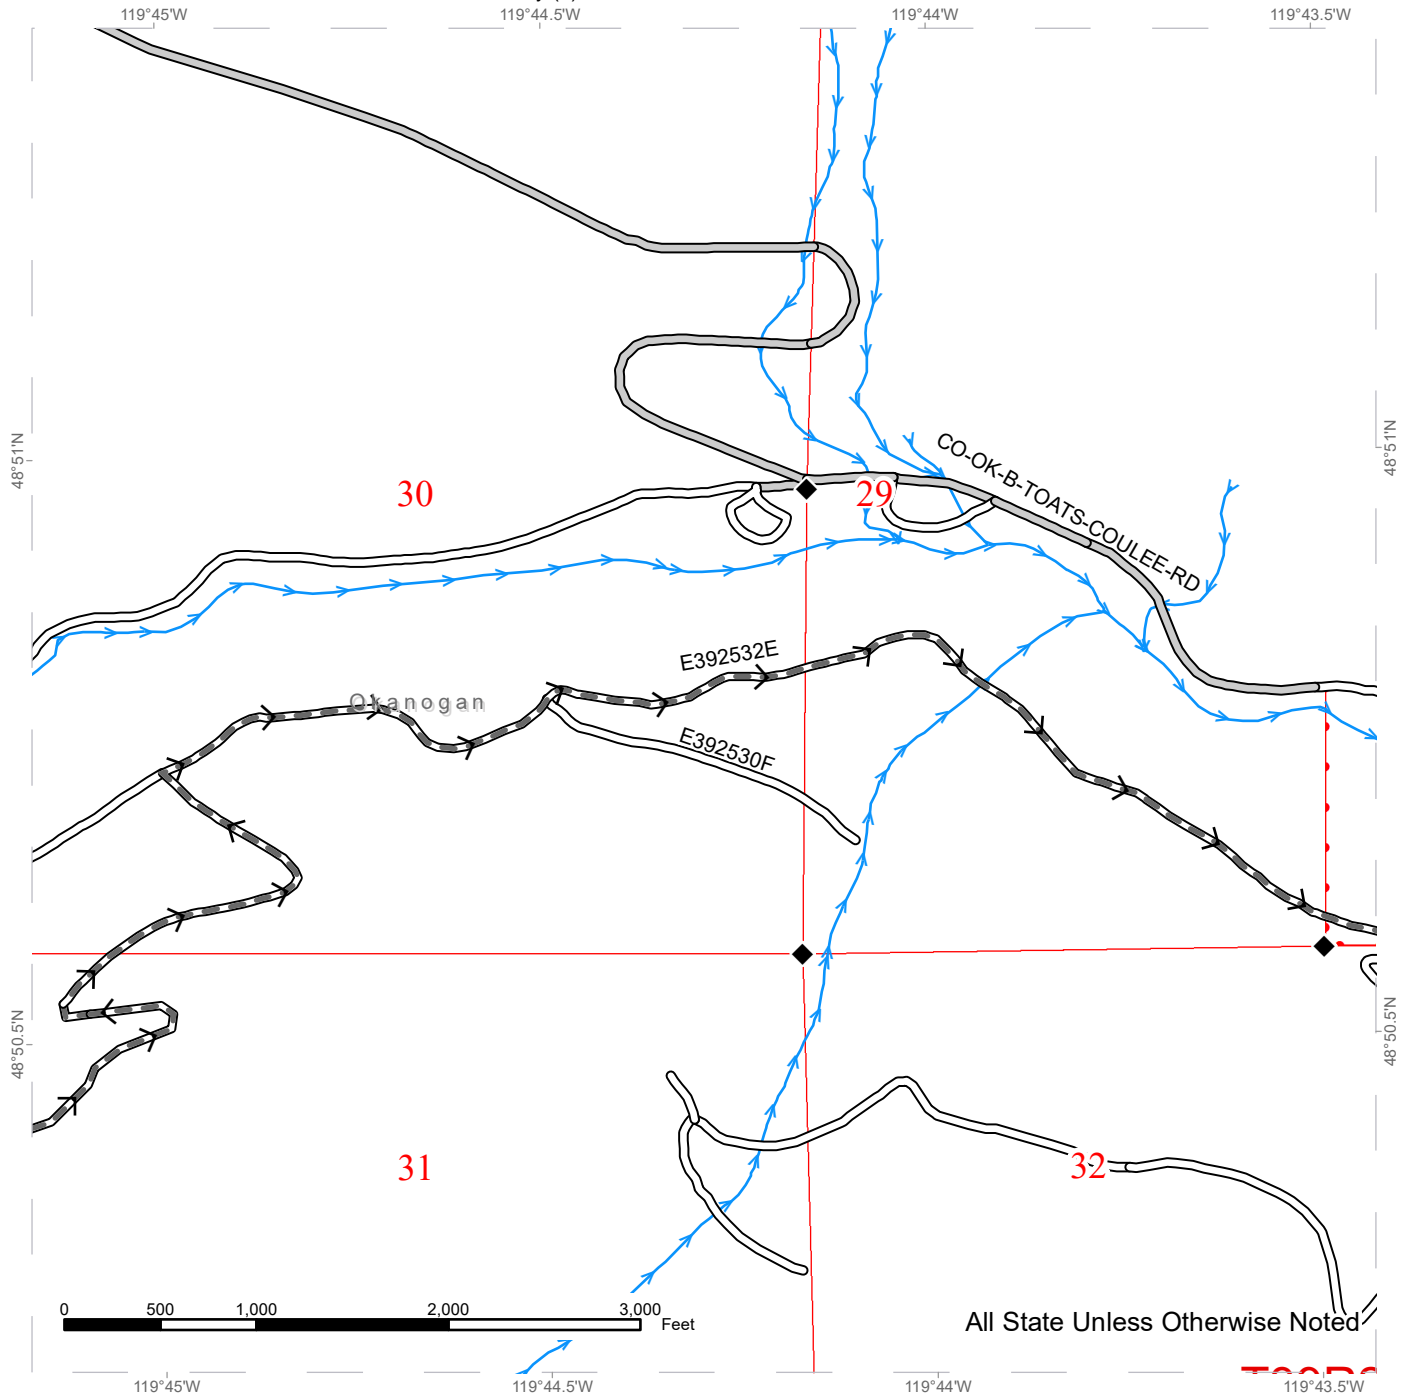 119°45'W 119°44.5'W 119°44'W 119°43.5'W
48°51'N
48°51'N
CO-OK-B-TOATS-COULEE-RD
30
29
E392532E
Okanogan
E392530F
48°50.5'N
48°50.5'N
31
32
0 500 1,000 2,000 3,000
Feet
All State Unless Otherwise Noted
119°45'W 119°44.5'W 119°44'W 119°43.5'W